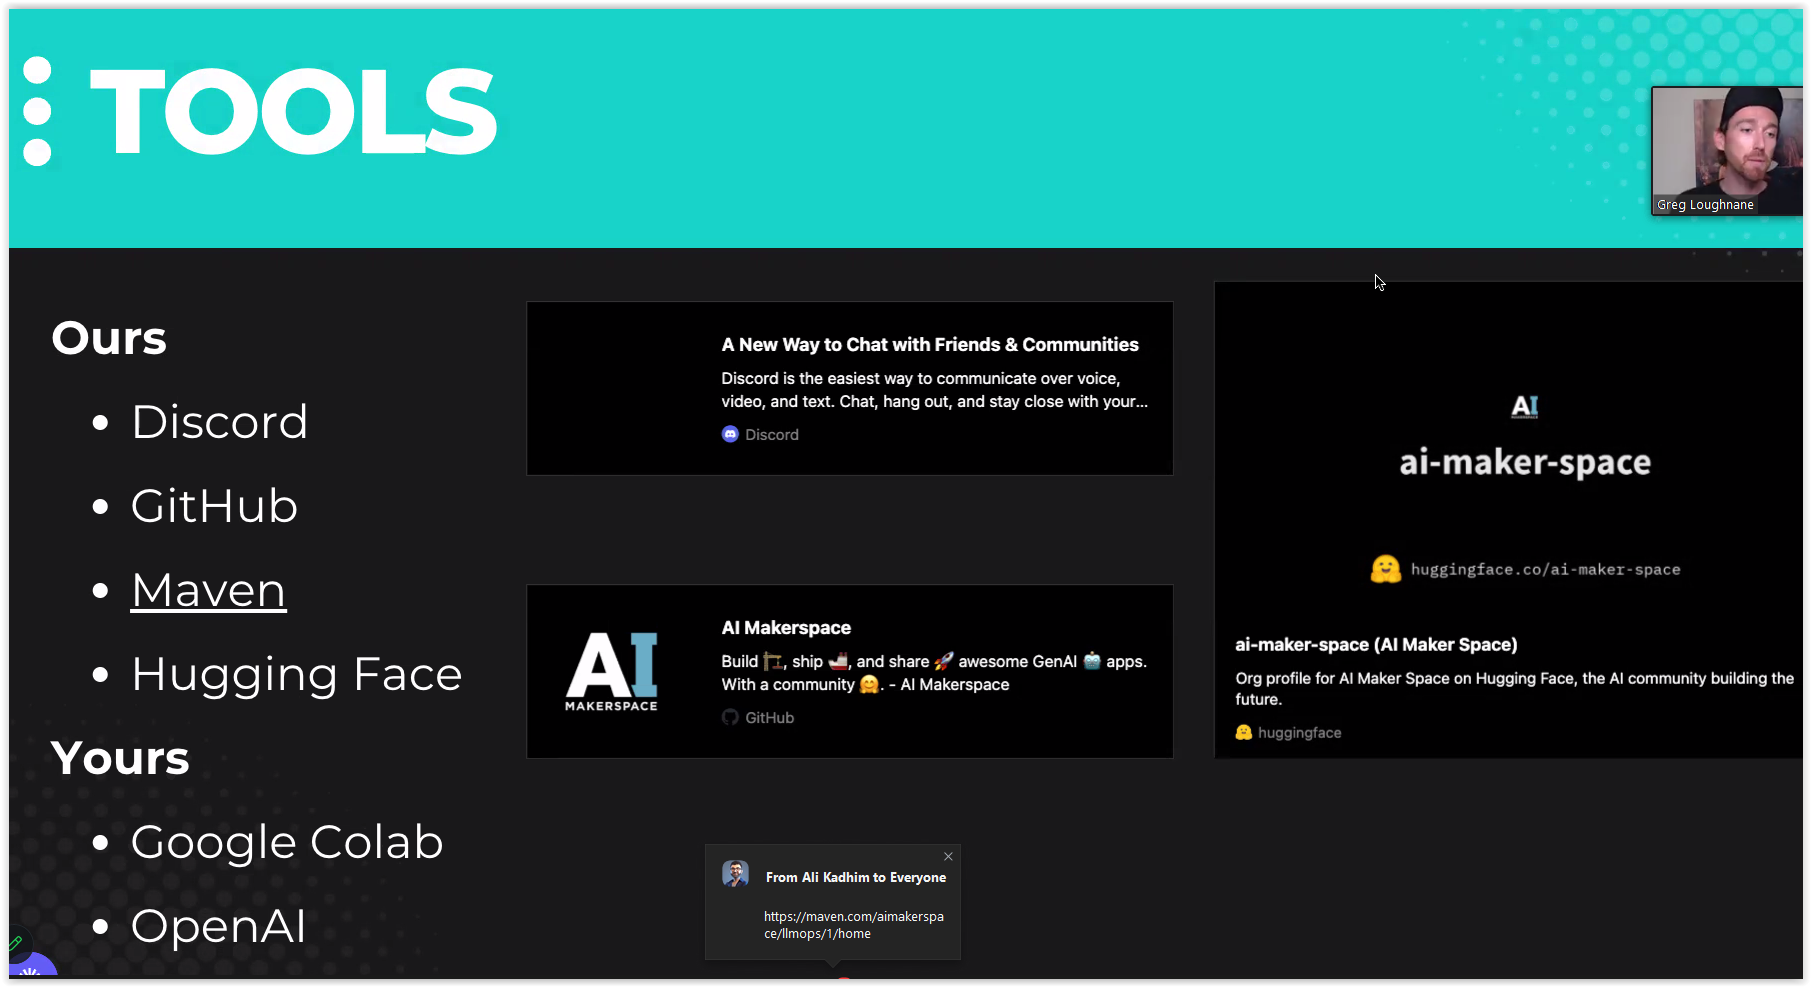 TOOLS
Greg Loughnane
Ours
Discord
GitHub
Maven
Hugging Face
Yours
Google Colab
OpenAI
A New Way to Chat with Friends & Communities
Discord is the easiest way to communicate over voice,
video, and text. Chat, hang out, and stay close with your...
Discord
AI
MAKERSPACE
AI Makerspace
Build 🏗️, ship 🚢, and share 🚀 awesome GenAI 🤖 apps.
With a community 🤗. - AI Makerspace
GitHub
AI
MAKERSPACE
ai-maker-space
🤗 huggingface.co/ai-maker-space
ai-maker-space (AI Maker Space)
Org profile for AI Maker Space on Hugging Face, the AI community building the
future.
huggingface
From Ali Kadhim to Everyone
https://maven.com/aimakerspa
ce/llmops/1/home